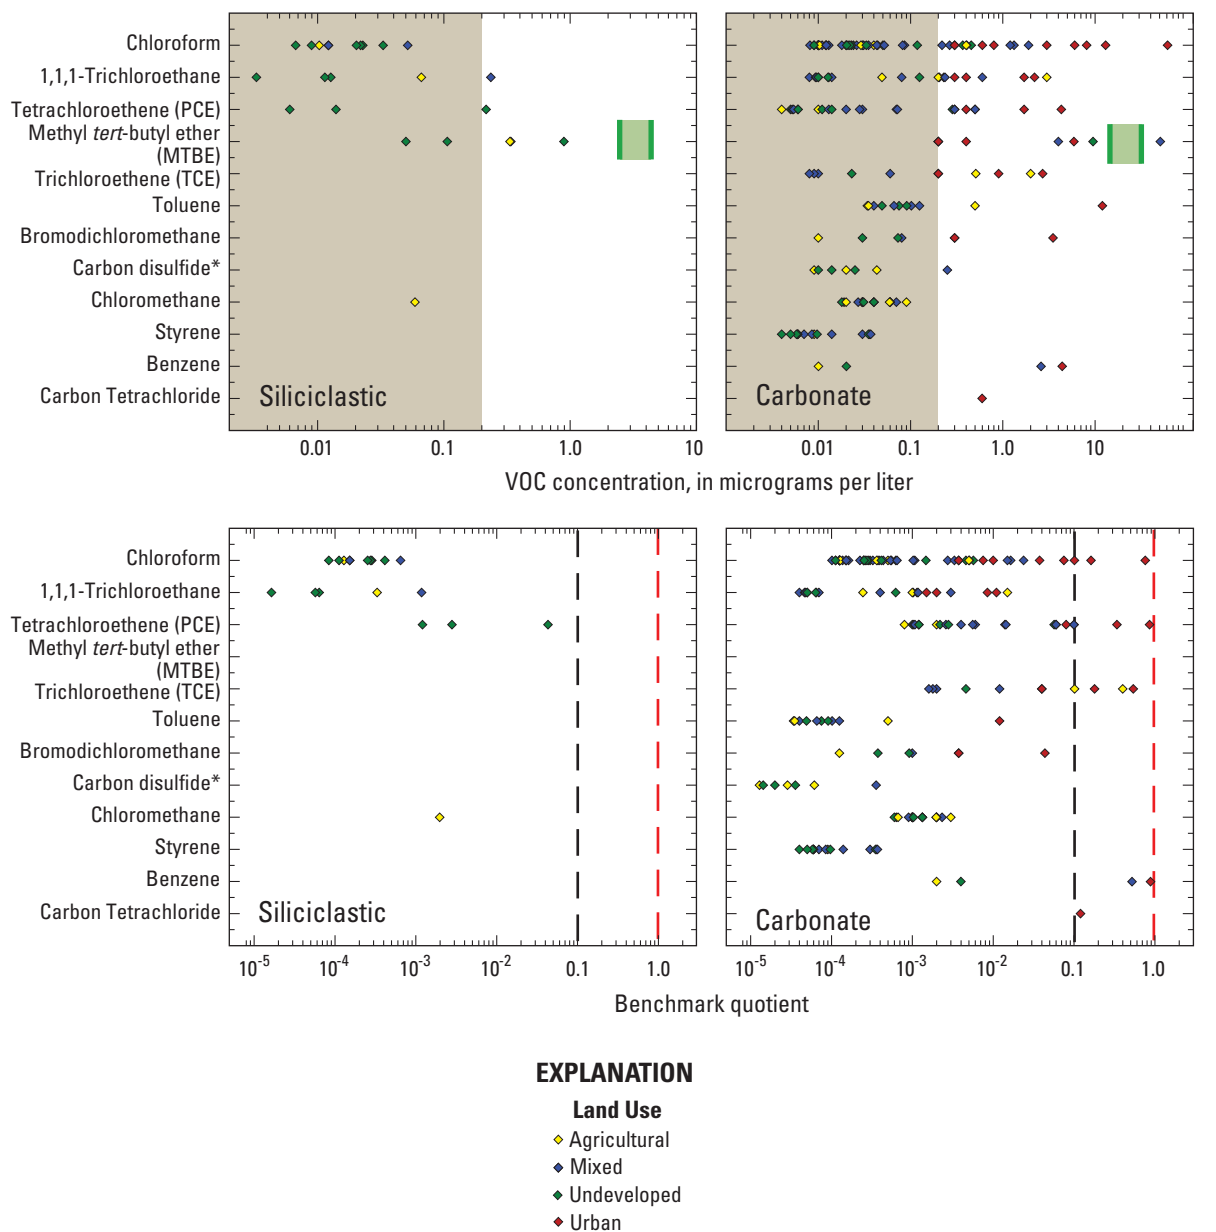 Chloroform
1,1,1-Trichloroethane
Tetrachloroethene (PCE)
Methyl tert-butyl ether
(MTBE)
Trichloroethene (TCE)
Toluene
Bromodichloromethane
Carbon disulfide*
Chloromethane
Styrene
Benzene
Carbon Tetrachloride
Siliciclastic
Carbonate
0.01 0.1 1.0 10
0.01 0.1 1.0 10
VOC concentration, in micrograms per liter
Chloroform
1,1,1-Trichloroethane
Tetrachloroethene (PCE)
Methyl tert-butyl ether
(MTBE)
Trichloroethene (TCE)
Toluene
Bromodichloromethane
Carbon disulfide*
Chloromethane
Styrene
Benzene
Carbon Tetrachloride
Siliciclastic
Carbonate
10⁻⁵ 10⁻⁴ 10⁻³ 10⁻² 0.1 1.0
10⁻⁵ 10⁻⁴ 10⁻³ 10⁻² 0.1 1.0
Benchmark quotient
EXPLANATION
Land Use
Agricultural
Mixed
Undeveloped
Urban